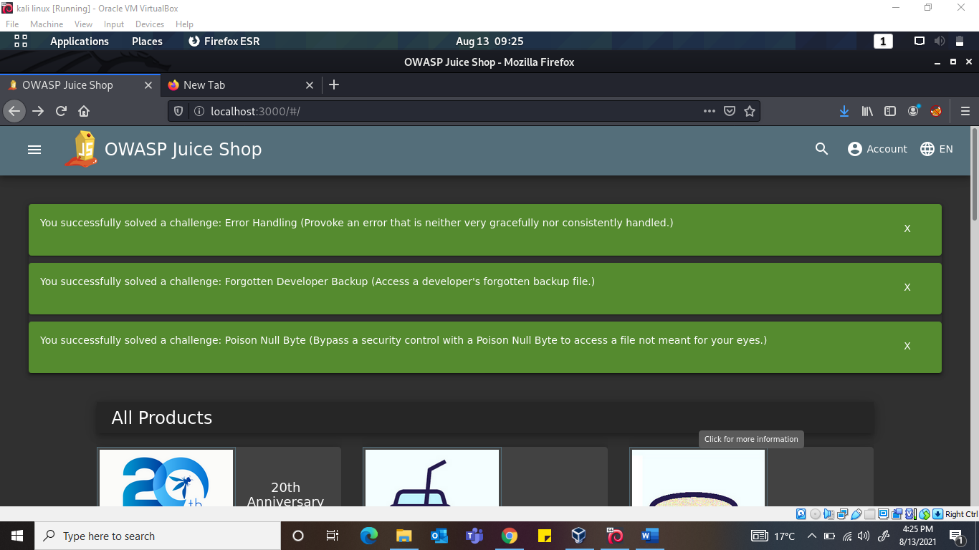 kali linux [Running] - Oracle VM VirtualBox
File Machine View Input Devices Help
Applications Places Firefox ESR Aug 13 09:25 1
OWASP Juice Shop - Mozilla Firefox
OWASP Juice Shop New Tab
localhost:3000/#/
JS OWASP Juice Shop Account EN
You successfully solved a challenge: Error Handling (Provoke an error that is neither very gracefully nor consistently handled.)
X
You successfully solved a challenge: Forgotten Developer Backup (Access a developer's forgotten backup file.)
X
You successfully solved a challenge: Poison Null Byte (Bypass a security control with a Poison Null Byte to access a file not meant for your eyes.)
X
All Products
Click for more information
20th
20th
Anniversary
Right Ctrl
Type here to search
17°C
4:25 PM
8/13/2021
1